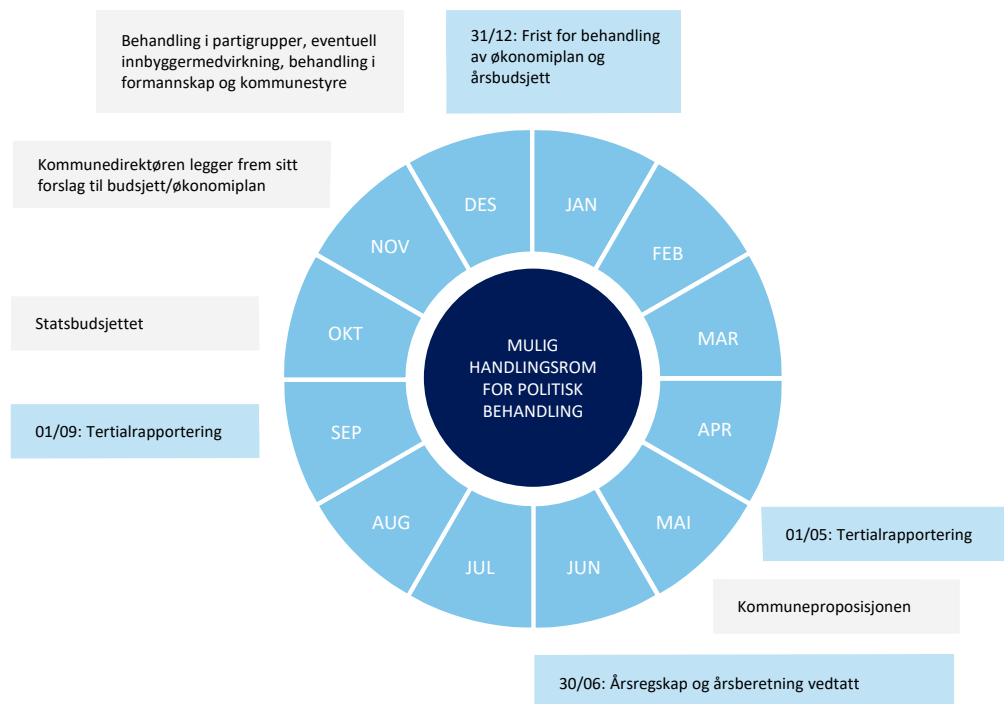 Behandling i partigrupper, eventuell
innbyggermedvirkning, behandling i
formannskap og kommunestyre
31/12: Frist for behandling
av økonomiplan og
årsbudsjett
Kommunedirektøren legger frem sitt
forslag til budsjett/økonomiplan
Statsbudsjettet
01/09: Tertialrapportering
DES
JAN
NOV
FEB
OKT
MAR
MULIG
HANDLINGSROM
FOR POLITISK
BEHANDLING
SEP
APR
AUG
MAI
JUL
JUN
01/05: Tertialrapportering
Kommuneproposisjonen
30/06: Årsregskap og årsberetning vedtatt